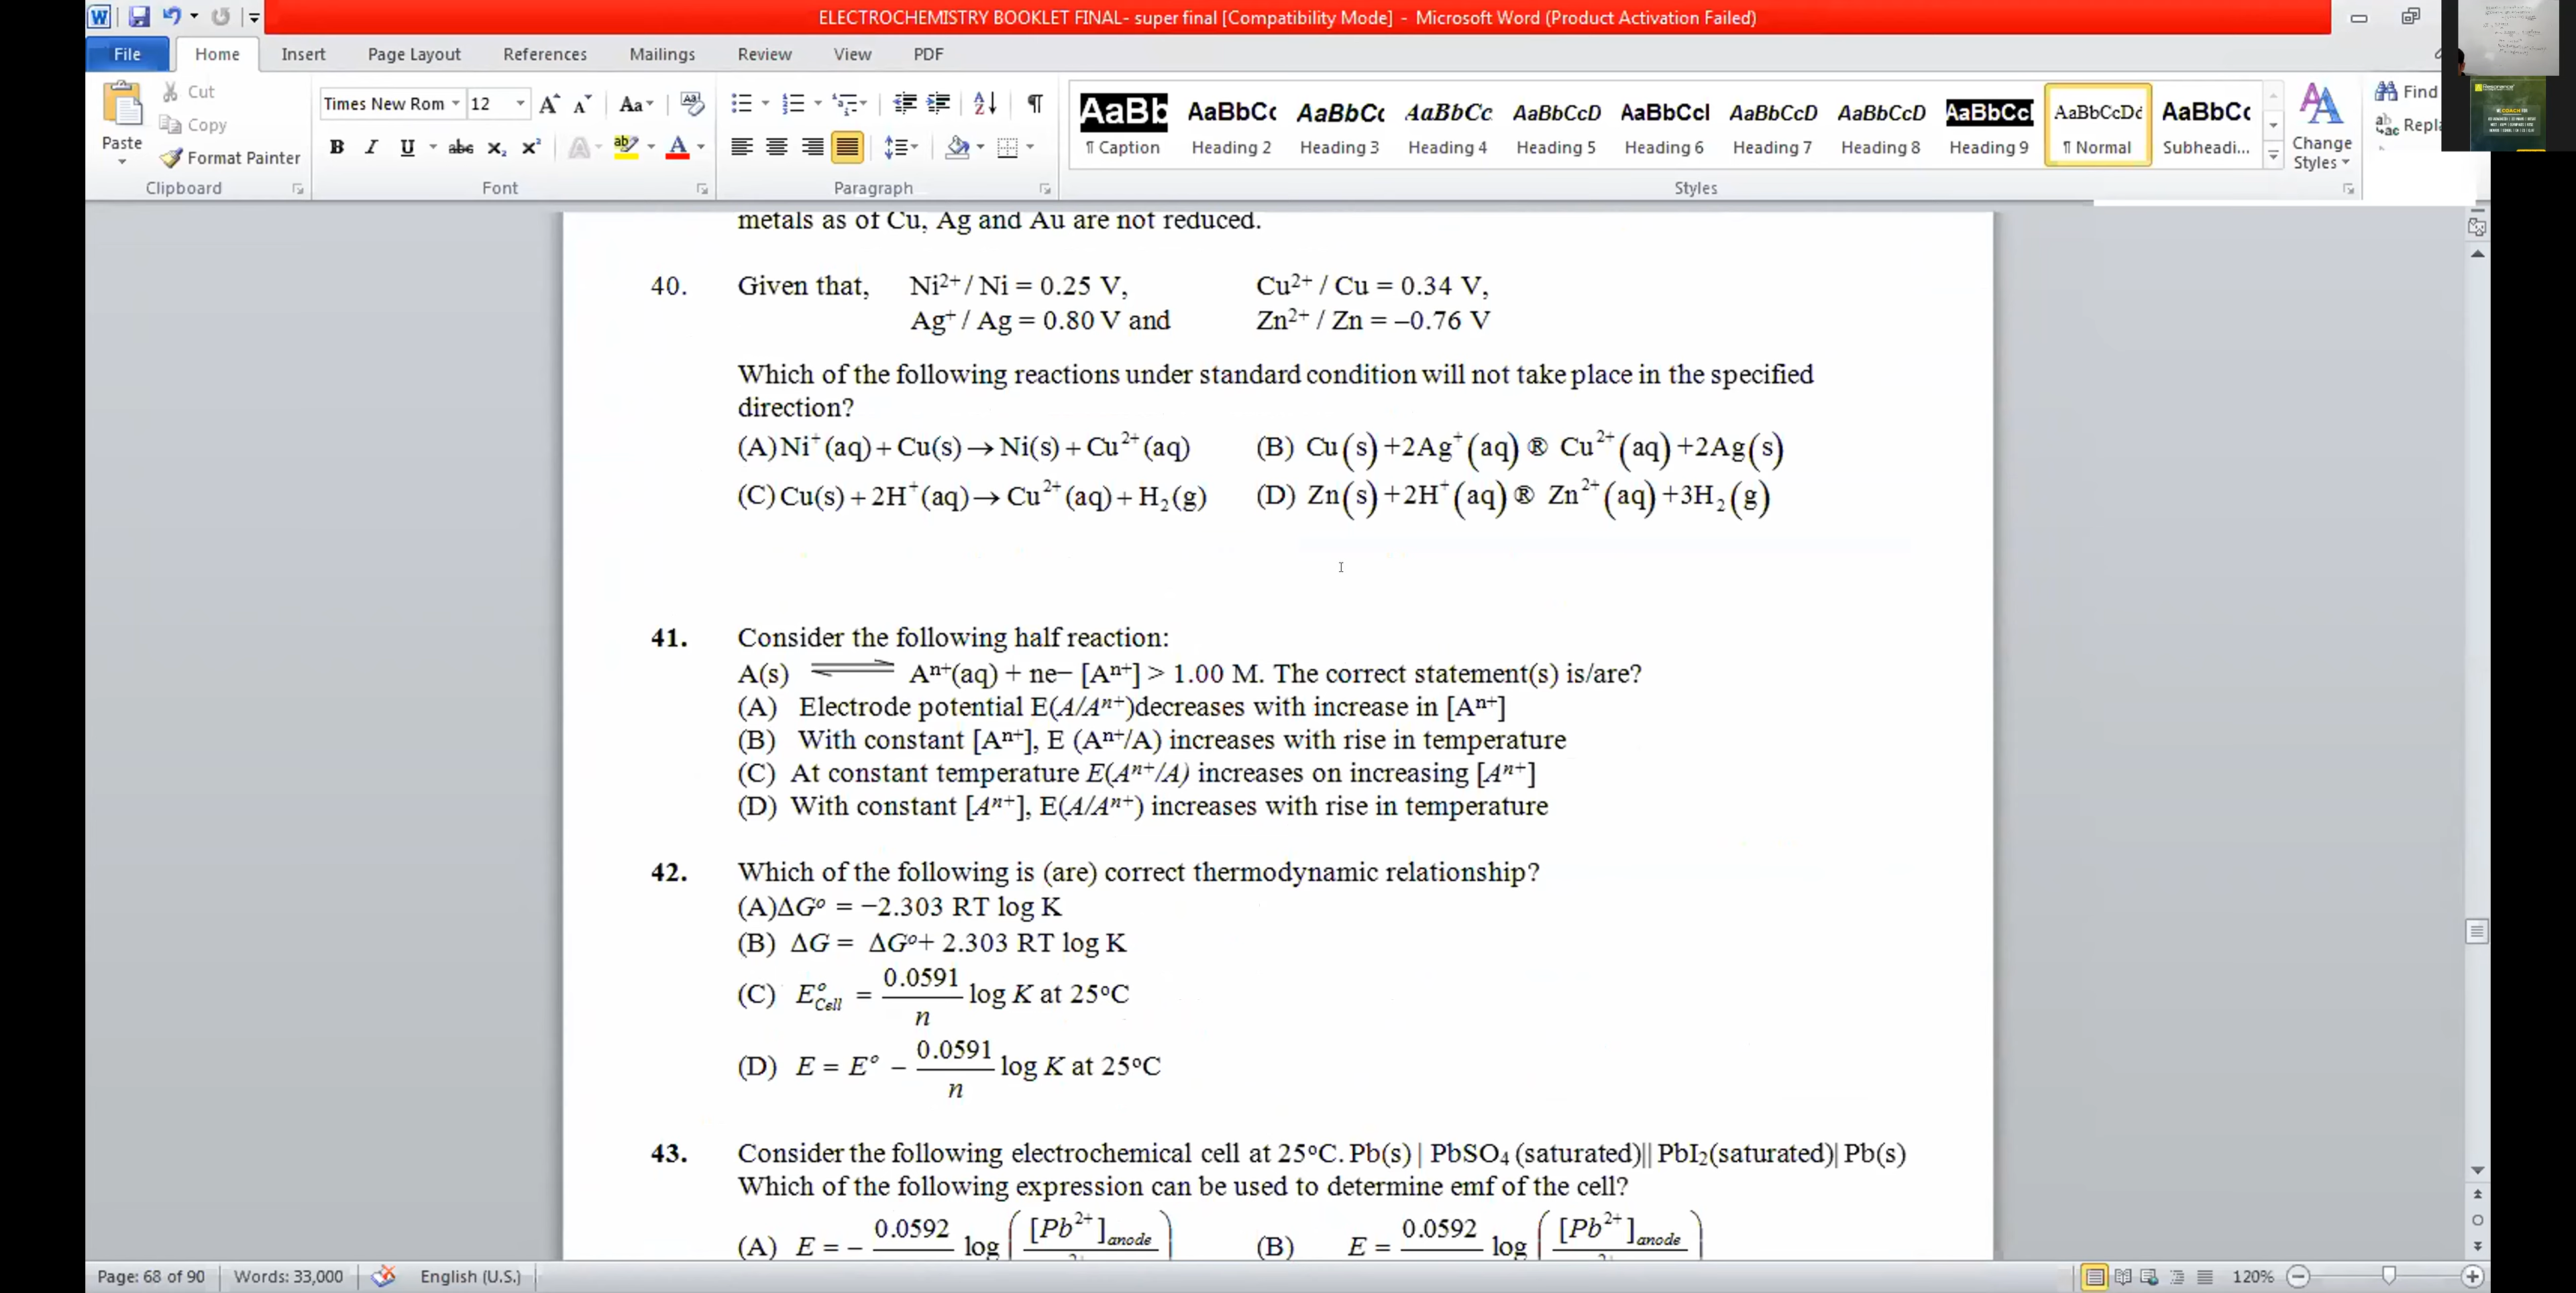 ELECTROCHEMISTRY BOOKLET FINAL- super final [Compatibility Mode] - Microsoft Word (Product Activation Failed)
File Home Insert Page Layout References Mailings Review View PDF
Paste
Cut
Copy
Format Painter
Clipboard
Times New Rom 12
Font
Paragraph
AaBb AaBbCc AaBbCc AaBbCc AaBbCcD AaBbCcl AaBbCcD AaBbCcD AaBbCcl AaBbCcDd AaBbCc
¶ Caption Heading 2 Heading 3 Heading 4 Heading 5 Heading 6 Heading 7 Heading 8 Heading 9 ¶ Normal Subheadi...
Change Styles
Styles
Find
Repl
metals as of Cu, Ag and Au are not reduced.
40. Given that, Ni²⁺ / Ni = 0.25 V, Cu²⁺ / Cu = 0.34 V,
Ag⁺ / Ag = 0.80 V and Zn²⁺ / Zn = –0.76 V
Which of the following reactions under standard condition will not take place in the specified
direction?
(A) Ni⁺(aq) + Cu(s) → Ni(s) + Cu²⁺(aq) (B) Cu(s)+2Ag⁺(aq) ® Cu²⁺(aq)+2Ag(s)
(C) Cu(s) + 2H⁺(aq) → Cu²⁺(aq) + H₂(g) (D) Zn(s)+2H⁺(aq) ® Zn²⁺(aq)+3H₂(g)
41. Consider the following half reaction:
A(s) ⇌ Aⁿ⁺(aq) + ne− [Aⁿ⁺] > 1.00 M. The correct statement(s) is/are?
(A) Electrode potential E(A/Aⁿ⁺)decreases with increase in [Aⁿ⁺]
(B) With constant [Aⁿ⁺], E (Aⁿ⁺/A) increases with rise in temperature
(C) At constant temperature E(Aⁿ⁺/A) increases on increasing [Aⁿ⁺]
(D) With constant [Aⁿ⁺], E(A/Aⁿ⁺) increases with rise in temperature
42. Which of the following is (are) correct thermodynamic relationship?
(A)ΔG° = −2.303 RT log K
(B) ΔG = ΔG°+ 2.303 RT log K
(C) E°Cell = 0.0591/n log K at 25°C
(D) E = E° − 0.0591/n log K at 25°C
43. Consider the following electrochemical cell at 25°C. Pb(s) | PbSO₄ (saturated)|| PbI₂(saturated)| Pb(s)
Which of the following expression can be used to determine emf of the cell?
(A) E = − 0.0592 log ([Pb²⁺]anode) (B) E = 0.0592 log ([Pb²⁺]anode)
Page: 68 of 90 Words: 33,000 English (U.S.) 120%